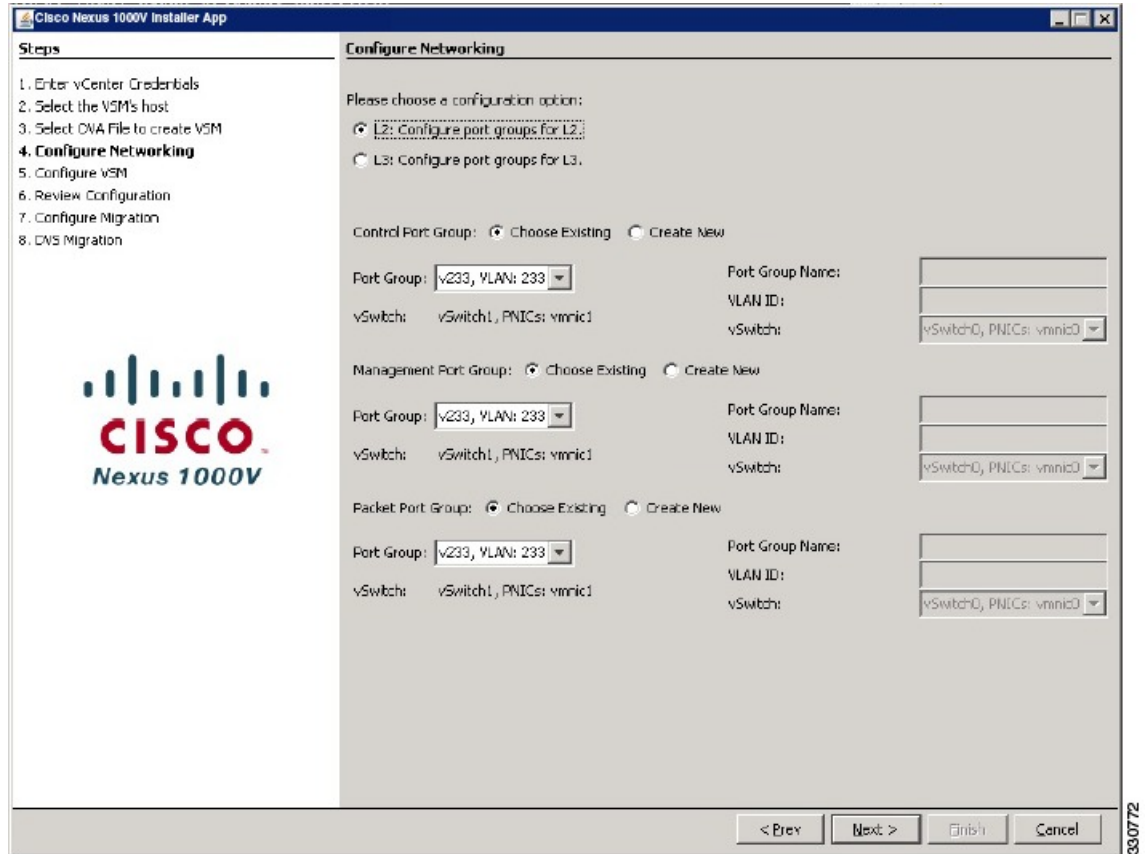 Cisco Nexus 1000V Installer App
Steps
1. Enter vCenter Credentials
2. Select the VSM's host
3. Select OVA File to create VSM
4. Configure Networking
5. Configure VSM
6. Review Configuration
7. Configure Migration
8. DVS Migration
CISCO
Nexus 1000V
Configure Networking
Please choose a configuration option:
L2: Configure port groups for L2.
L3: Configure port groups for L3.
Control Port Group: Choose Existing Create New
Port Group: v233, VLAN: 233
vSwitch: vSwitch1, PNICs: vmnic1
Port Group Name:
VLAN ID:
vSwitch: vSwitch0, PNICs: vmnic0
Management Port Group: Choose Existing Create New
Port Group: v233, VLAN: 233
vSwitch: vSwitch1, PNICs: vmnic1
Port Group Name:
VLAN ID:
vSwitch: vSwitch0, PNICs: vmnic0
Packet Port Group: Choose Existing Create New
Port Group: v233, VLAN: 233
vSwitch: vSwitch1, PNICs: vmnic1
Port Group Name:
VLAN ID:
vSwitch: vSwitch0, PNICs: vmnic0
< Prev Next > Finish Cancel
330772